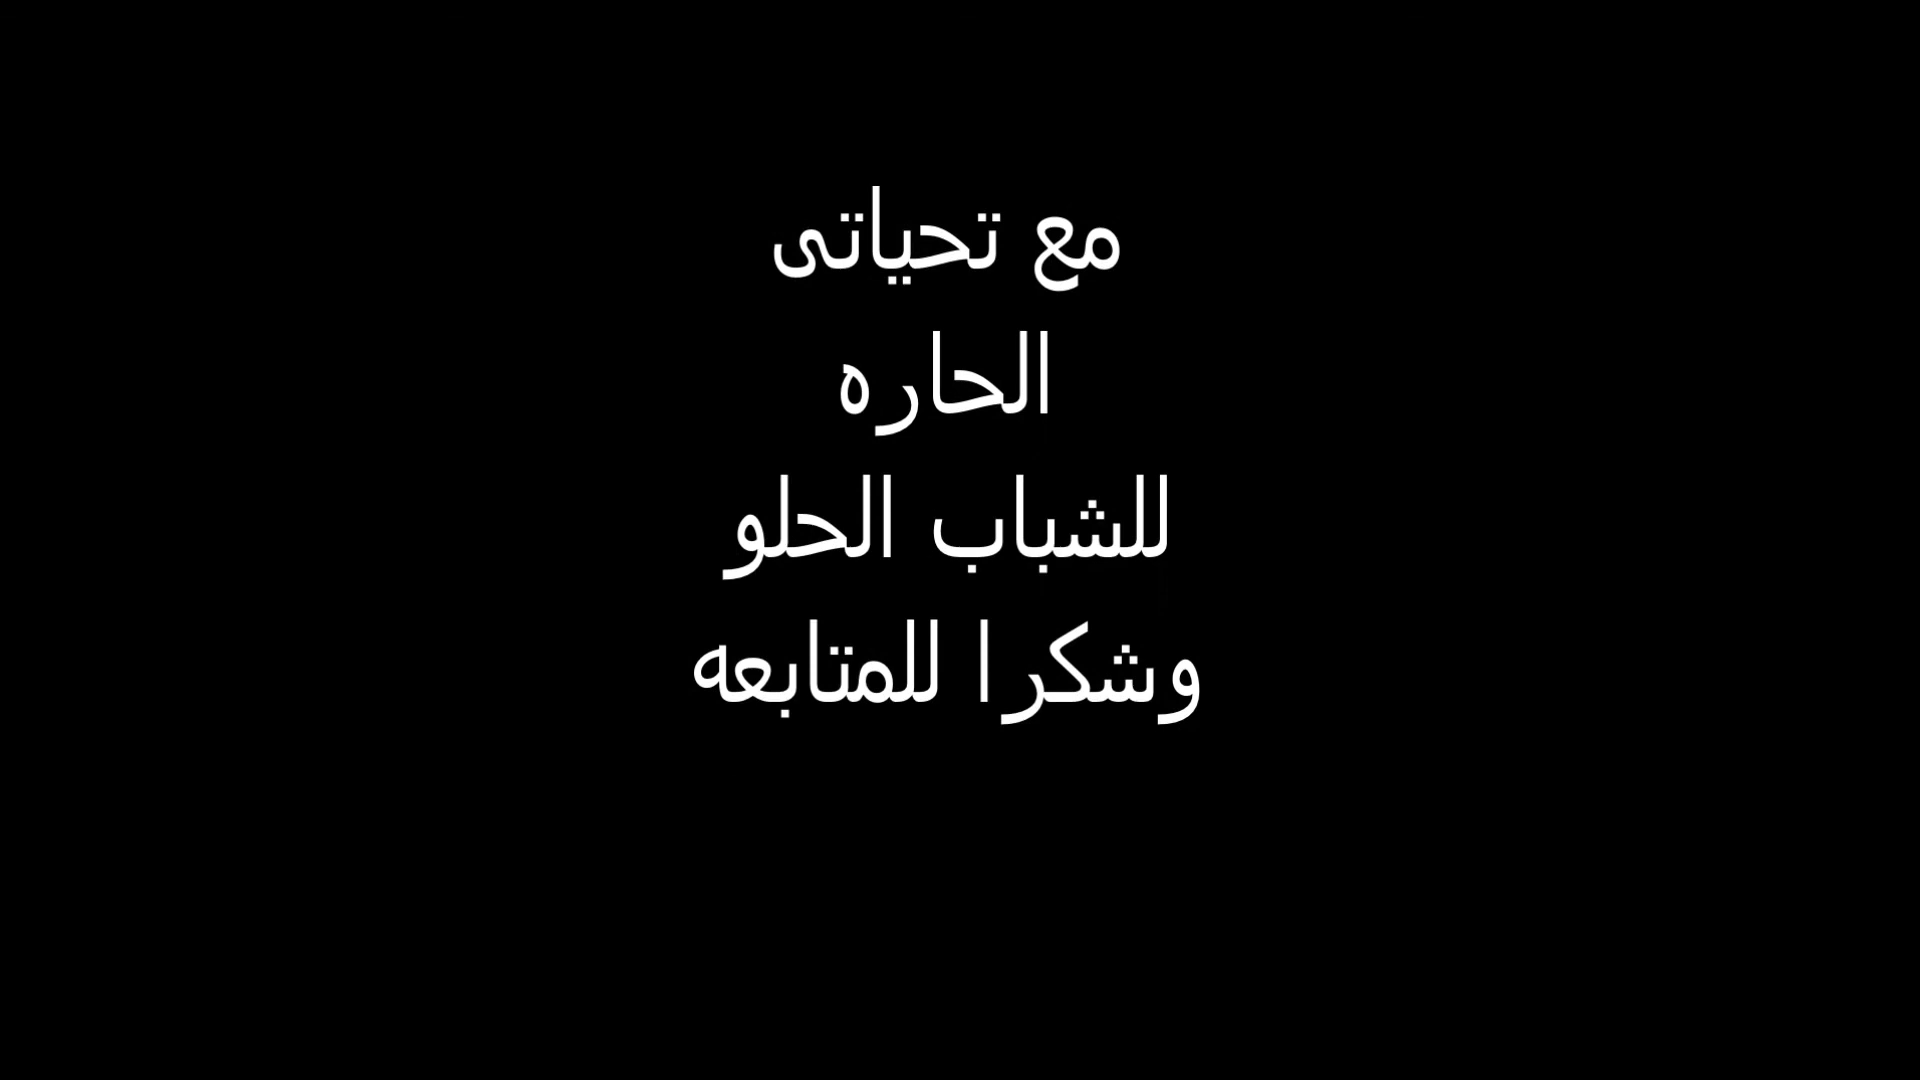 مع تحياتى
الحاره
للشباب الحلو
وشكرا للمتابعه